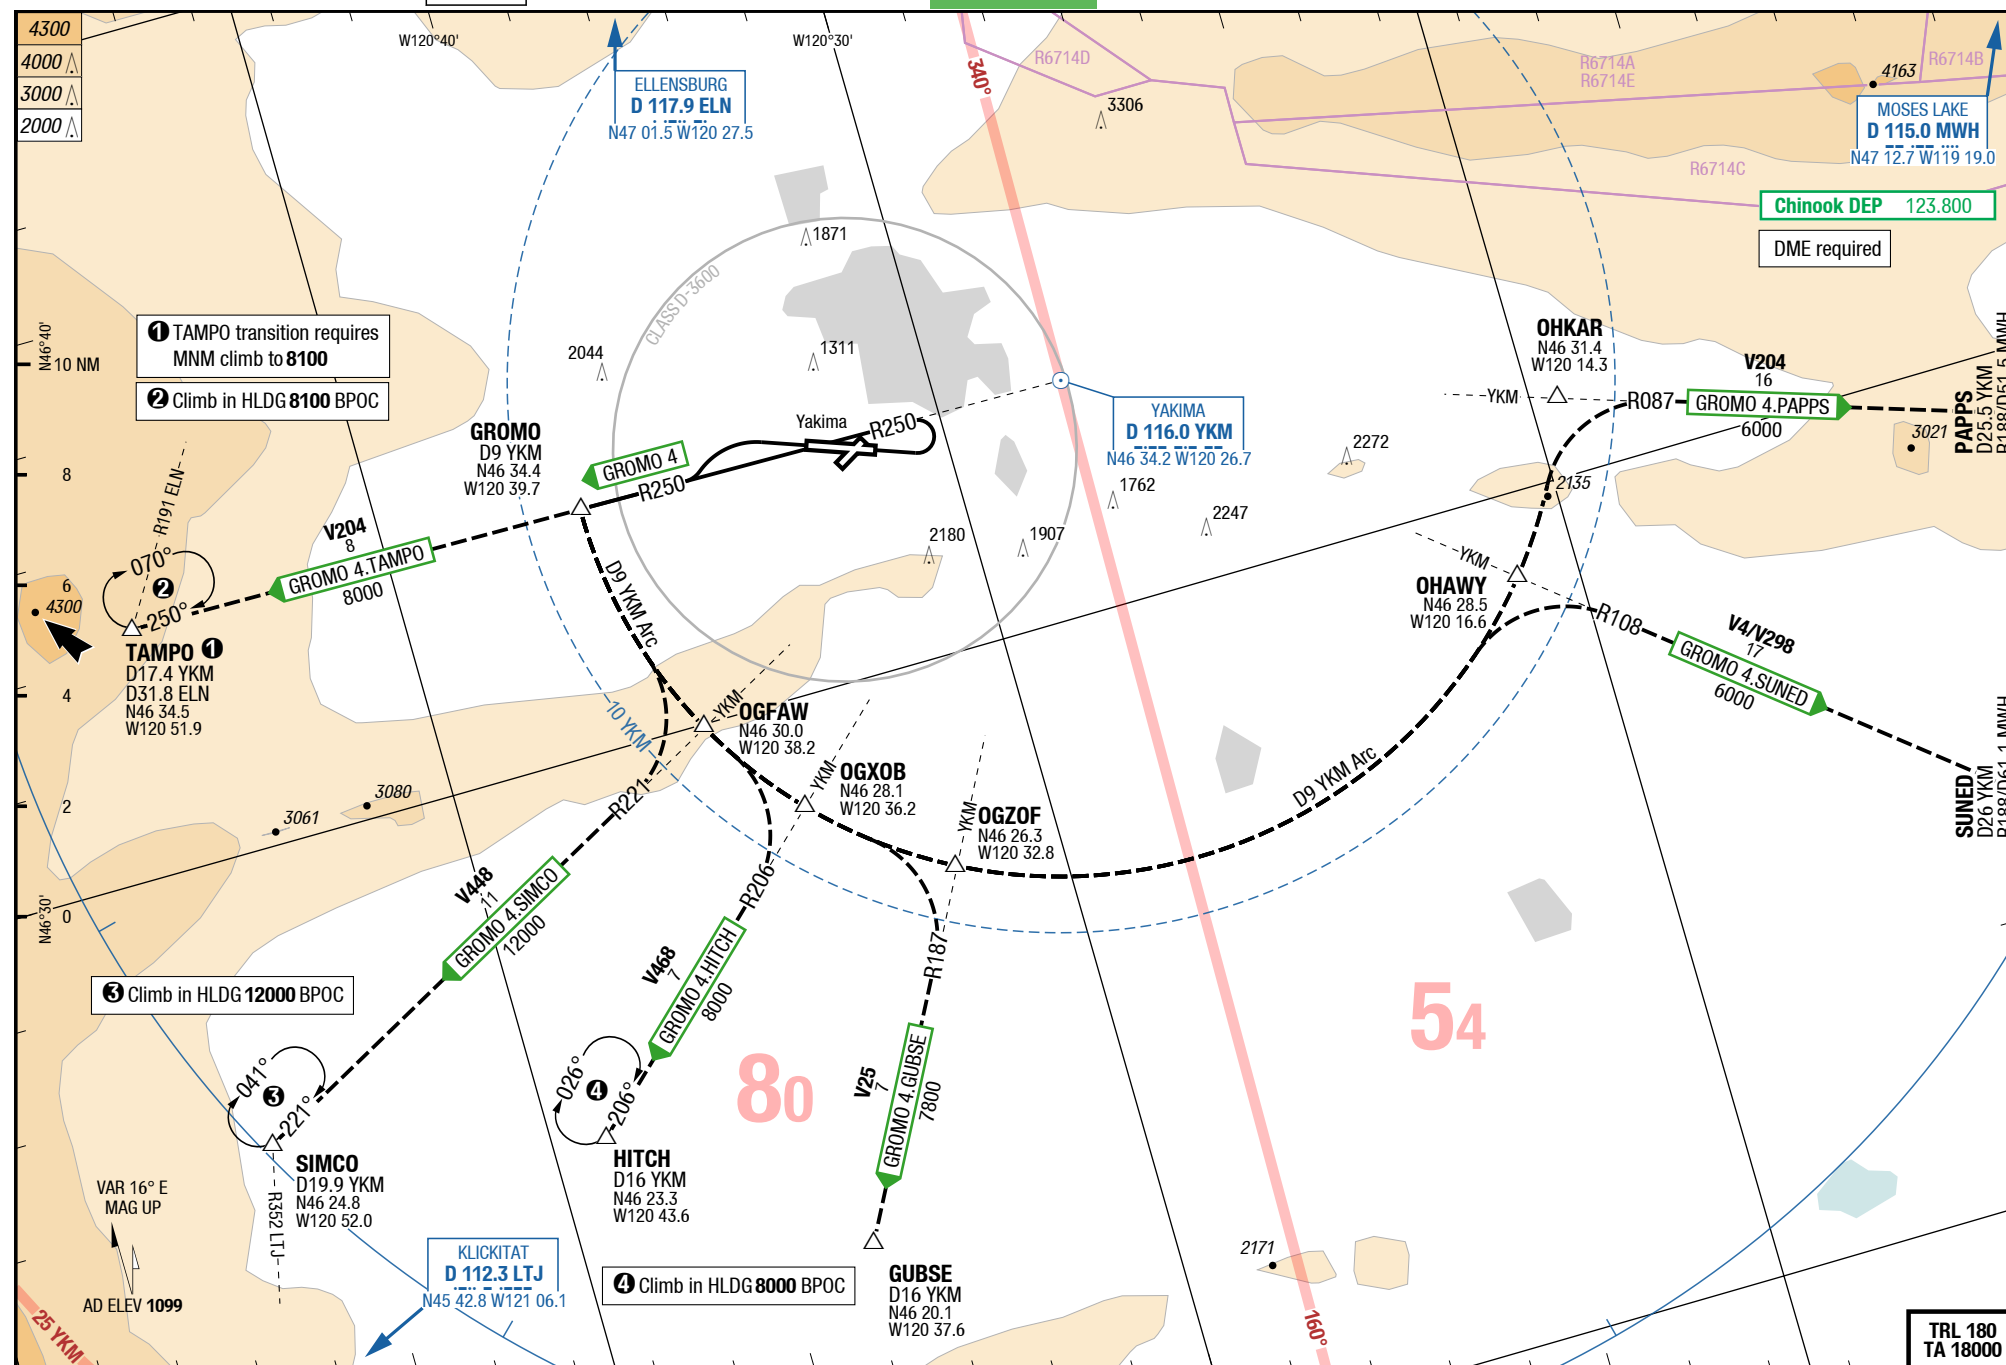 4300
4000
3000
2000
W120°40'
W120°30'
ELLENSBURG
D 117.9 ELN
N47 01.5 W120 27.5
340°
R6714D
3306
R6714A
R6714E
4163
R6714B
MOSES LAKE
D 115.0 MWH
N47 12.7 W119 19.0
R6714C
Chinook DEP 123.800
DME required
1871
CLASS D-3600
1311
2044
❶ TAMPO transition requires
MNM climb to 8100
❷ Climb in HLDG 8100 BPOC
N46°40'
10 NM
8
6
4
2
0
N46°30'
GROMO
D9 YKM
N46 34.4
W120 39.7
GROMO 4
R250
Yakima
R250
YAKIMA
D 116.0 YKM
N46 34.2 W120 26.7
OHKAR
N46 31.4
W120 14.3
YKM
R087
V204
16
GROMO 4.PAPPS
6000
PAPPS
D25.5 YKM
R188/D51.5 MWH
3021
2272
2135
1762
2247
1907
2180
R191 ELN
V204
8
GROMO 4.TAMPO
8000
070°
❷
250°
4300
TAMPO ❶
D17.4 YKM
D31.8 ELN
N46 34.5
W120 51.9
D9 YKM Arc
YKM
OHAWY
N46 28.5
W120 16.6
R108
V4/V298
17
GROMO 4.SUNED
6000
SUNED
D26 YKM
R188/D61.1 MWH
10 YKM
YKM
OGFAW
N46 30.0
W120 38.2
YKM
OGXOB
N46 28.1
W120 36.2
YKM
OGZOF
N46 26.3
W120 32.8
D9 YKM Arc
3080
3061
R221
V448
11
GROMO 4.SIMCO
12000
R206
V468
7
GROMO 4.HITCH
8000
R187
V25
7
GROMO 4.GUBSE
7800
❸ Climb in HLDG 12000 BPOC
54
80
041°
❸
221°
SIMCO
D19.9 YKM
N46 24.8
W120 52.0
R352 LTJ
026°
❹
206°
HITCH
D16 YKM
N46 23.3
W120 43.6
GUBSE
D16 YKM
N46 20.1
W120 37.6
VAR 16° E
MAG UP
AD ELEV 1099
25 YKM
KLICKITAT
D 112.3 LTJ
N45 42.8 W121 06.1
❹ Climb in HLDG 8000 BPOC
2171
160°
TRL 180
TA 18000